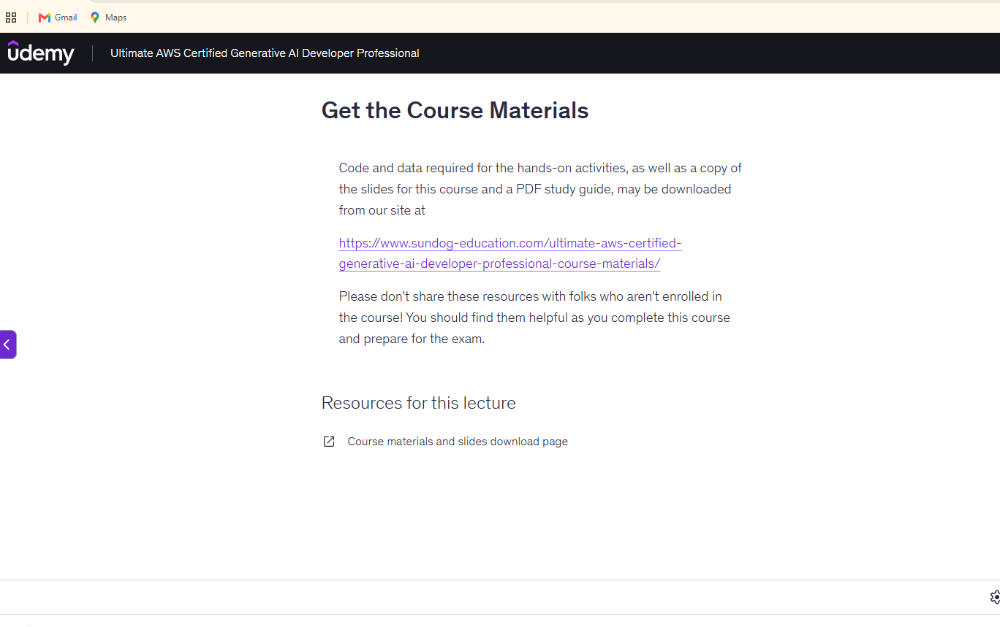 Gmail Maps
udemy Ultimate AWS Certified Generative AI Developer Professional
Get the Course Materials
Code and data required for the hands-on activities, as well as a copy of
the slides for this course and a PDF study guide, may be downloaded
from our site at
https://www.sundog-education.com/ultimate-aws-certified-
generative-ai-developer-professional-course-materials/
Please don't share these resources with folks who aren't enrolled in
the course! You should find them helpful as you complete this course
and prepare for the exam.
Resources for this lecture
Course materials and slides download page